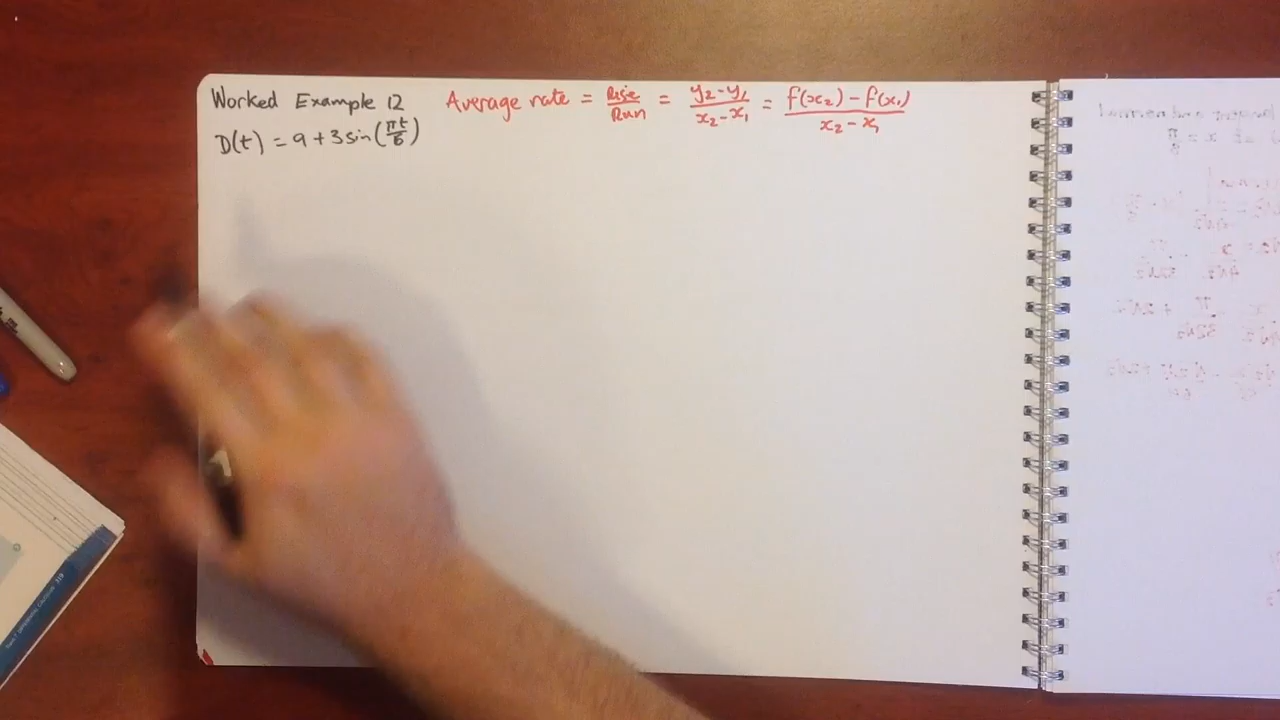 Worked Example 12
Average rate = Rise/Run = y₂-y₁/x₂-x₁ = f(x₂)-f(x₁)/x₂-x₁
D(t) = 9+3sin(πt/6)